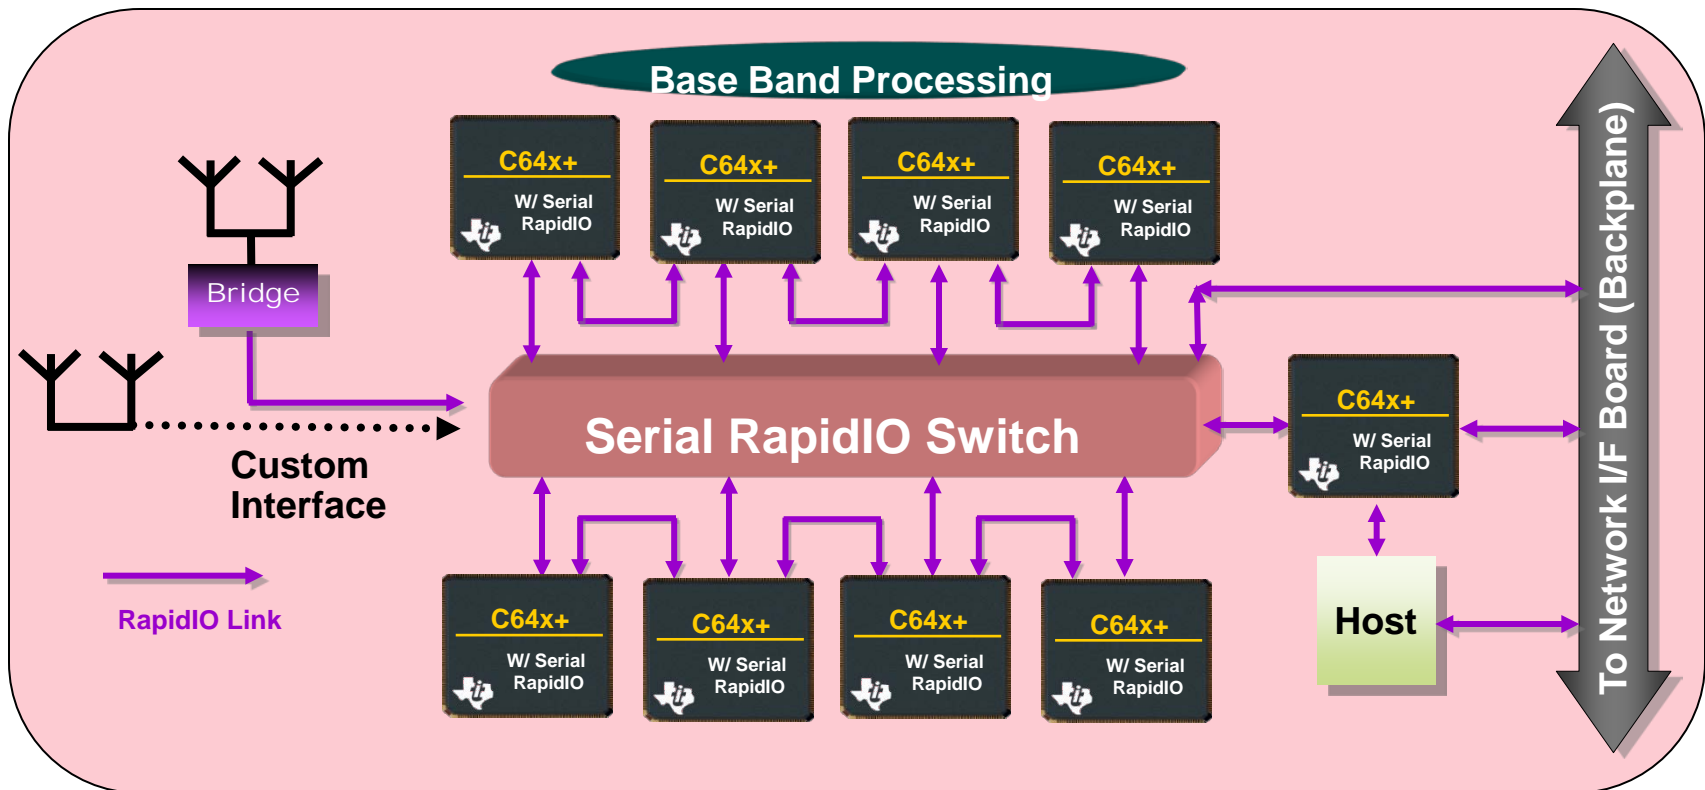 Base Band Processing
C64x+
W/ Serial
RapidIO
C64x+
W/ Serial
RapidIO
C64x+
W/ Serial
RapidIO
C64x+
W/ Serial
RapidIO
Bridge
Serial RapidIO Switch
Custom
Interface
RapidIO Link
C64x+
W/ Serial
RapidIO
Host
C64x+
W/ Serial
RapidIO
C64x+
W/ Serial
RapidIO
C64x+
W/ Serial
RapidIO
C64x+
W/ Serial
RapidIO
To Network I/F Board (Backplane)